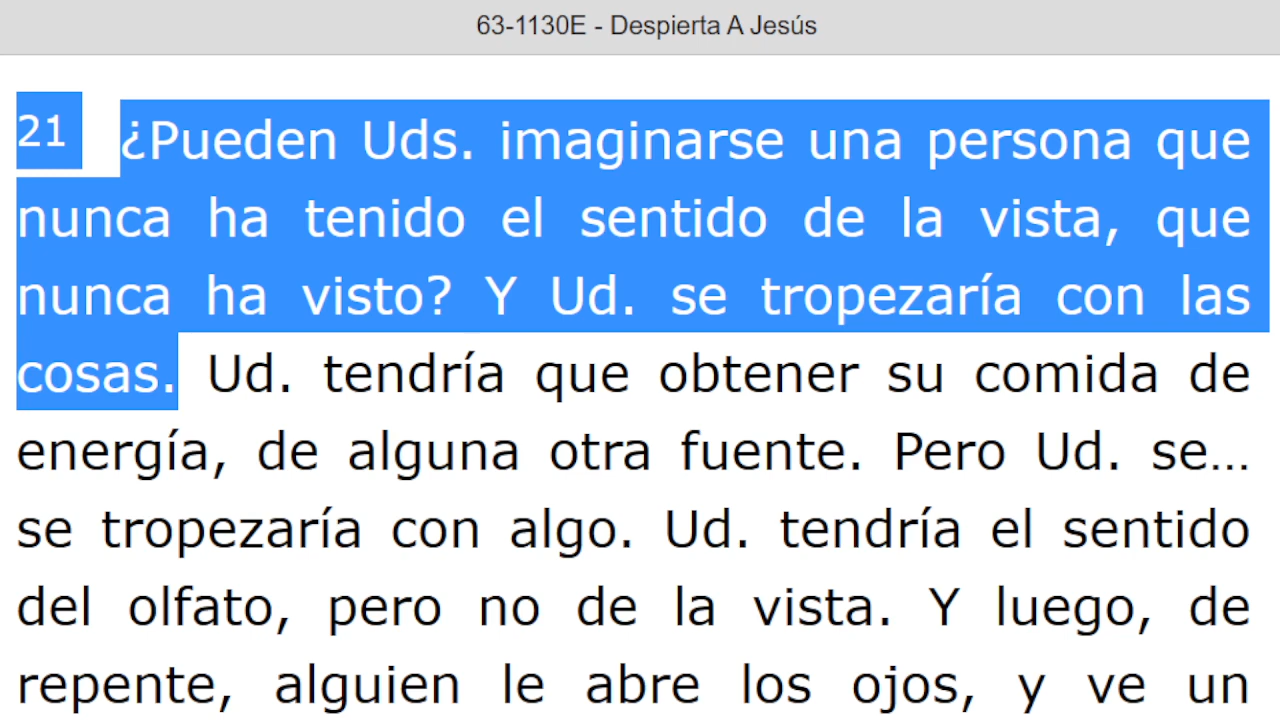 63-1130E - Despierta A Jesús
21 ¿Pueden Uds. imaginarse una persona que
nunca ha tenido el sentido de la vista, que
nunca ha visto? Y Ud. se tropezaría con las
cosas. Ud. tendría que obtener su comida de
energía, de alguna otra fuente. Pero Ud. se...
se tropezaría con algo. Ud. tendría el sentido
del olfato, pero no de la vista. Y luego, de
repente, alguien le abre los ojos, y ve un